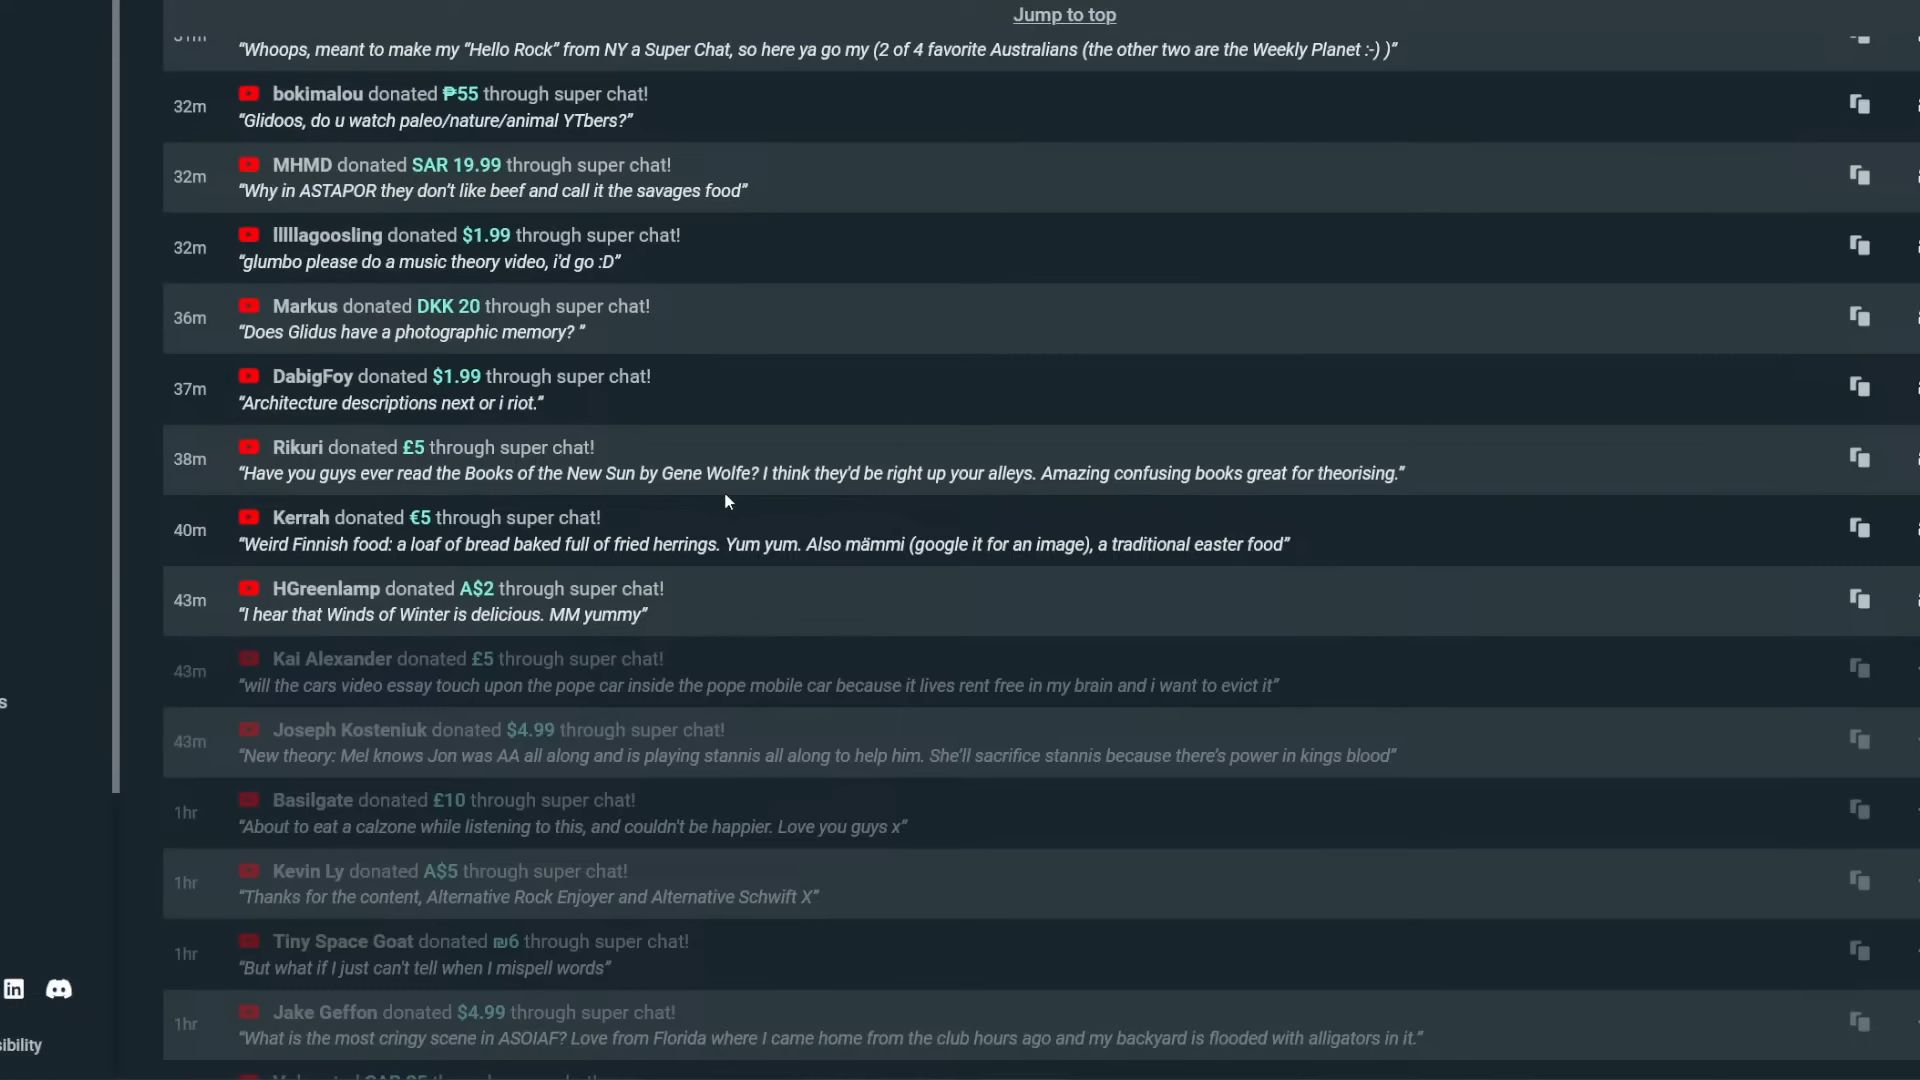 Jump to top
“Whoops, meant to make my “Hello Rock” from NY a Super Chat, so here ya go my (2 of 4 favorite Australians (the other two are the Weekly Planet :-) )”
bokimalou donated ₱55 through super chat!
32m
“Glidoos, do u watch paleo/nature/animal YTbers?”
MHMD donated SAR 19.99 through super chat!
32m
“Why in ASTAPOR they don’t like beef and call it the savages food”
lllllagoosling donated $1.99 through super chat!
32m
“glumbo please do a music theory video, i'd go :D”
Markus donated DKK 20 through super chat!
36m
“Does Glidus have a photographic memory? ”
DabigFoy donated $1.99 through super chat!
37m
“Architecture descriptions next or i riot.”
Rikuri donated £5 through super chat!
38m
“Have you guys ever read the Books of the New Sun by Gene Wolfe? I think they'd be right up your alleys. Amazing confusing books great for theorising.”
Kerrah donated €5 through super chat!
40m
“Weird Finnish food: a loaf of bread baked full of fried herrings. Yum yum. Also mämmi (google it for an image), a traditional easter food”
HGreenlamp donated A$2 through super chat!
43m
“I hear that Winds of Winter is delicious. MM yummy”
Kai Alexander donated £5 through super chat!
43m
“will the cars video essay touch upon the pope car inside the pope mobile car because it lives rent free in my brain and i want to evict it”
s
Joseph Kosteniuk donated $4.99 through super chat!
43m
“New theory: Mel knows Jon was AA all along and is playing stannis all along to help him. She’ll sacrifice stannis because there’s power in kings blood”
Basilgate donated £10 through super chat!
1hr
“About to eat a calzone while listening to this, and couldn't be happier. Love you guys x”
Kevin Ly donated A$5 through super chat!
1hr
“Thanks for the content, Alternative Rock Enjoyer and Alternative Schwift X”
Tiny Space Goat donated ₪6 through super chat!
1hr
“But what if I just can't tell when I mispell words”
in
Jake Geffon donated $4.99 through super chat!
1hr
“What is the most cringy scene in ASOIAF? Love from Florida where I came home from the club hours ago and my backyard is flooded with alligators in it.”
sibility